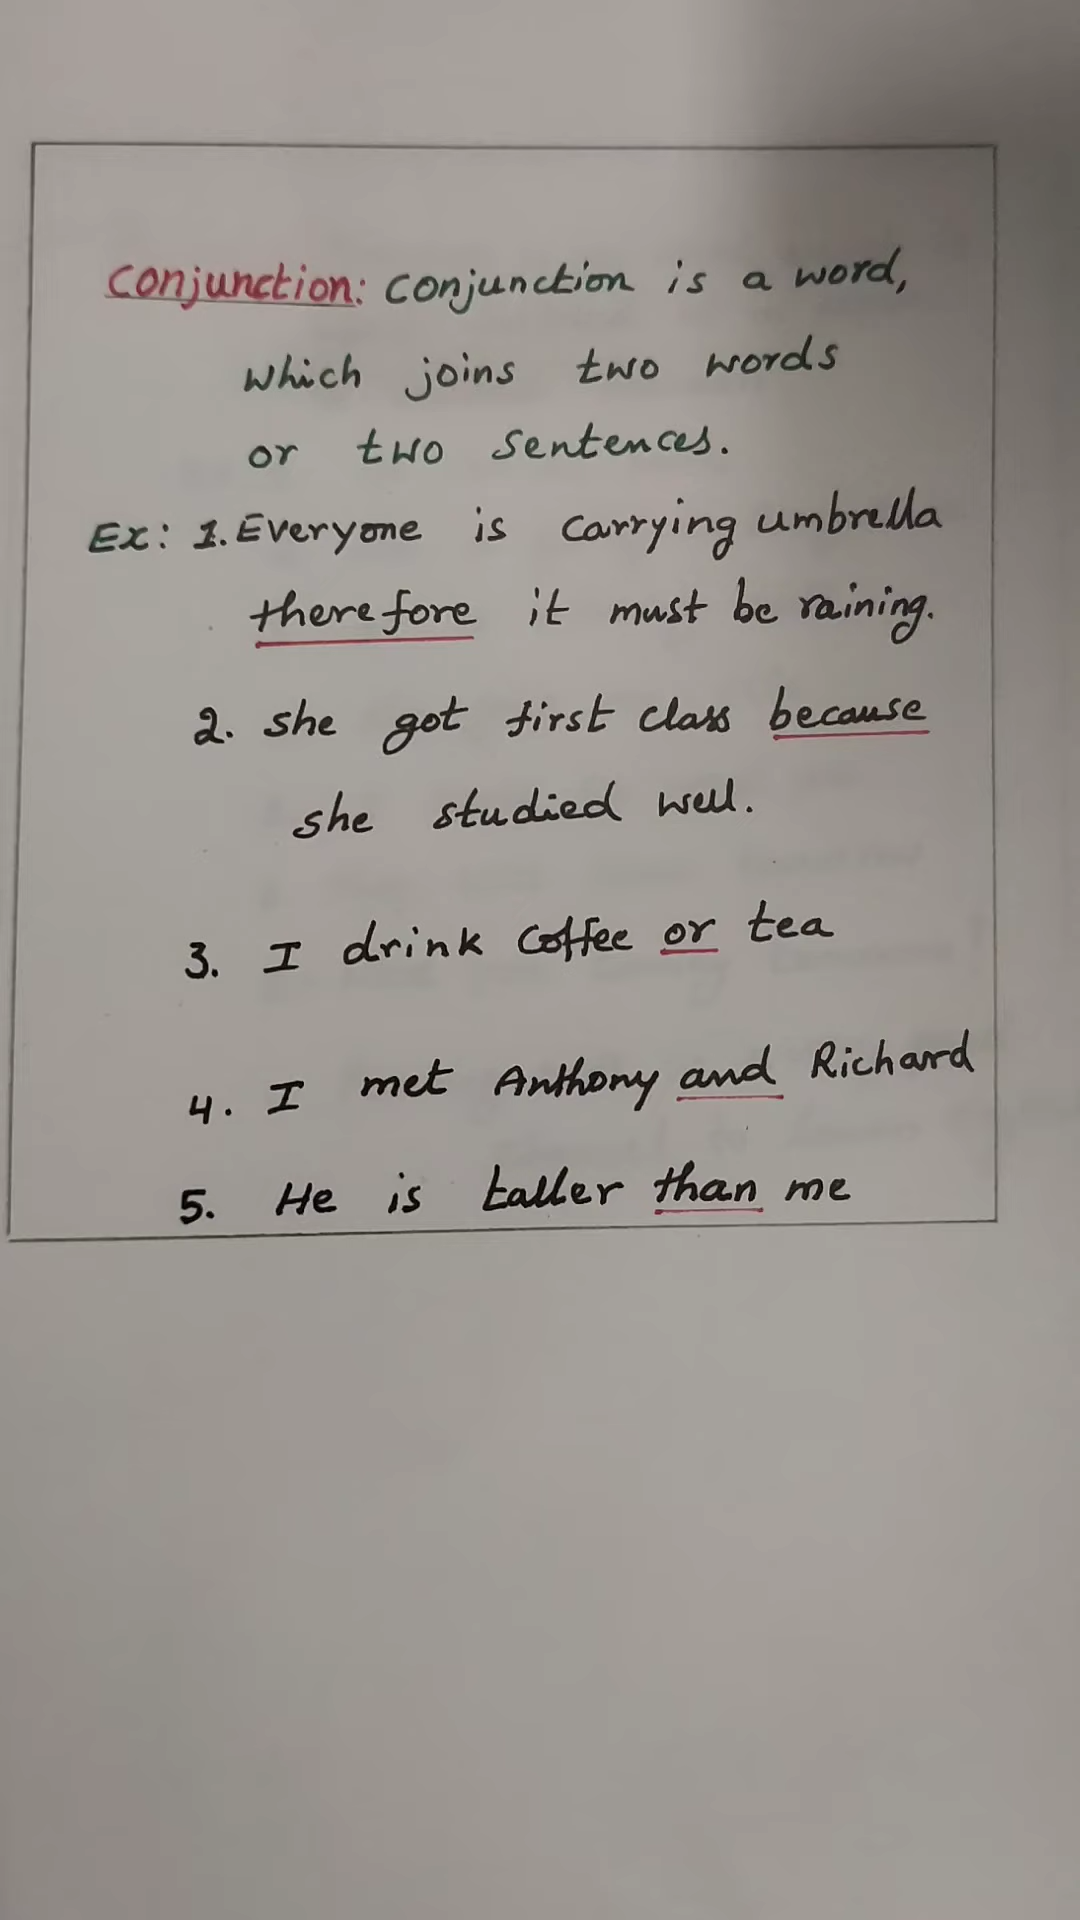 Conjunction: Conjunction is a word,
which joins two words
or two sentences.
Ex: 1. Everyone is carrying umbrella
therefore it must be raining.
2. She got first class because
she studied well.
3. I drink coffee or tea
4. I met Anthony and Richard
5. He is taller than me